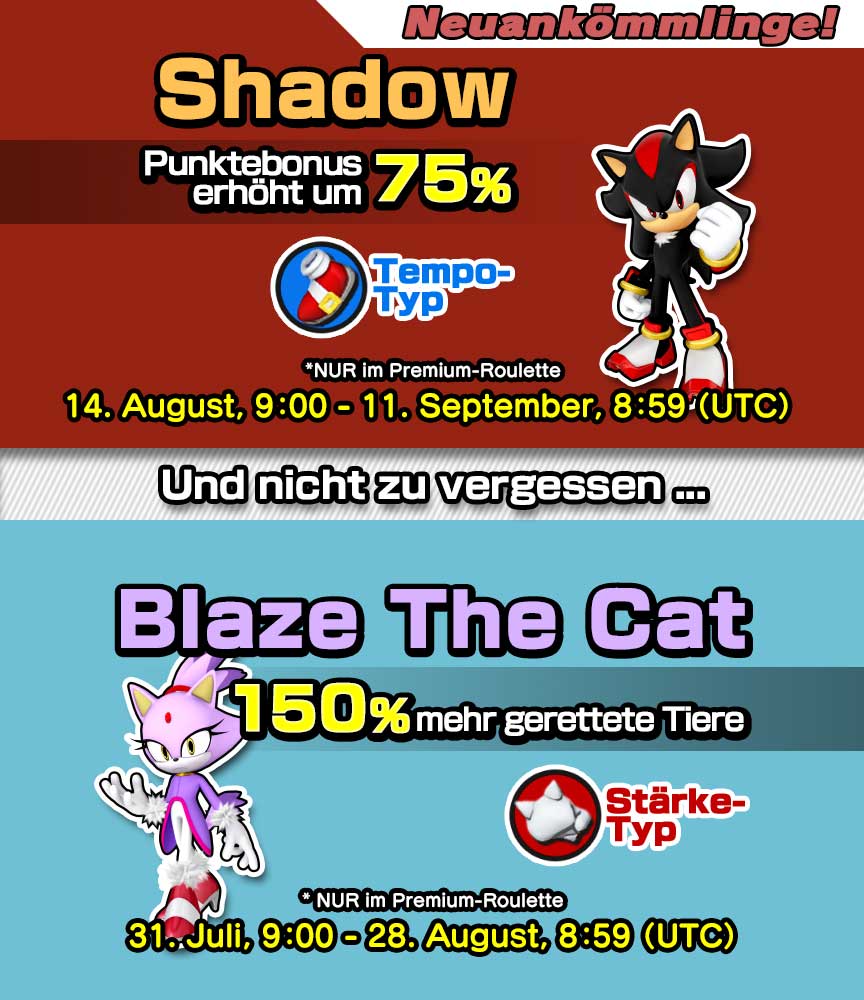 Neuankömmlinge!
Shadow
Punktebonus
erhöht um 75%
Tempo-
Typ
*NUR im Premium-Roulette
14. August, 9:00 - 11. September, 8:59 (UTC)
Und nicht zu vergessen ...
Blaze The Cat
150% mehr gerettete Tiere
Stärke-
Typ
* NUR im Premium-Roulette
31. Juli, 9:00 - 28. August, 8:59 (UTC)